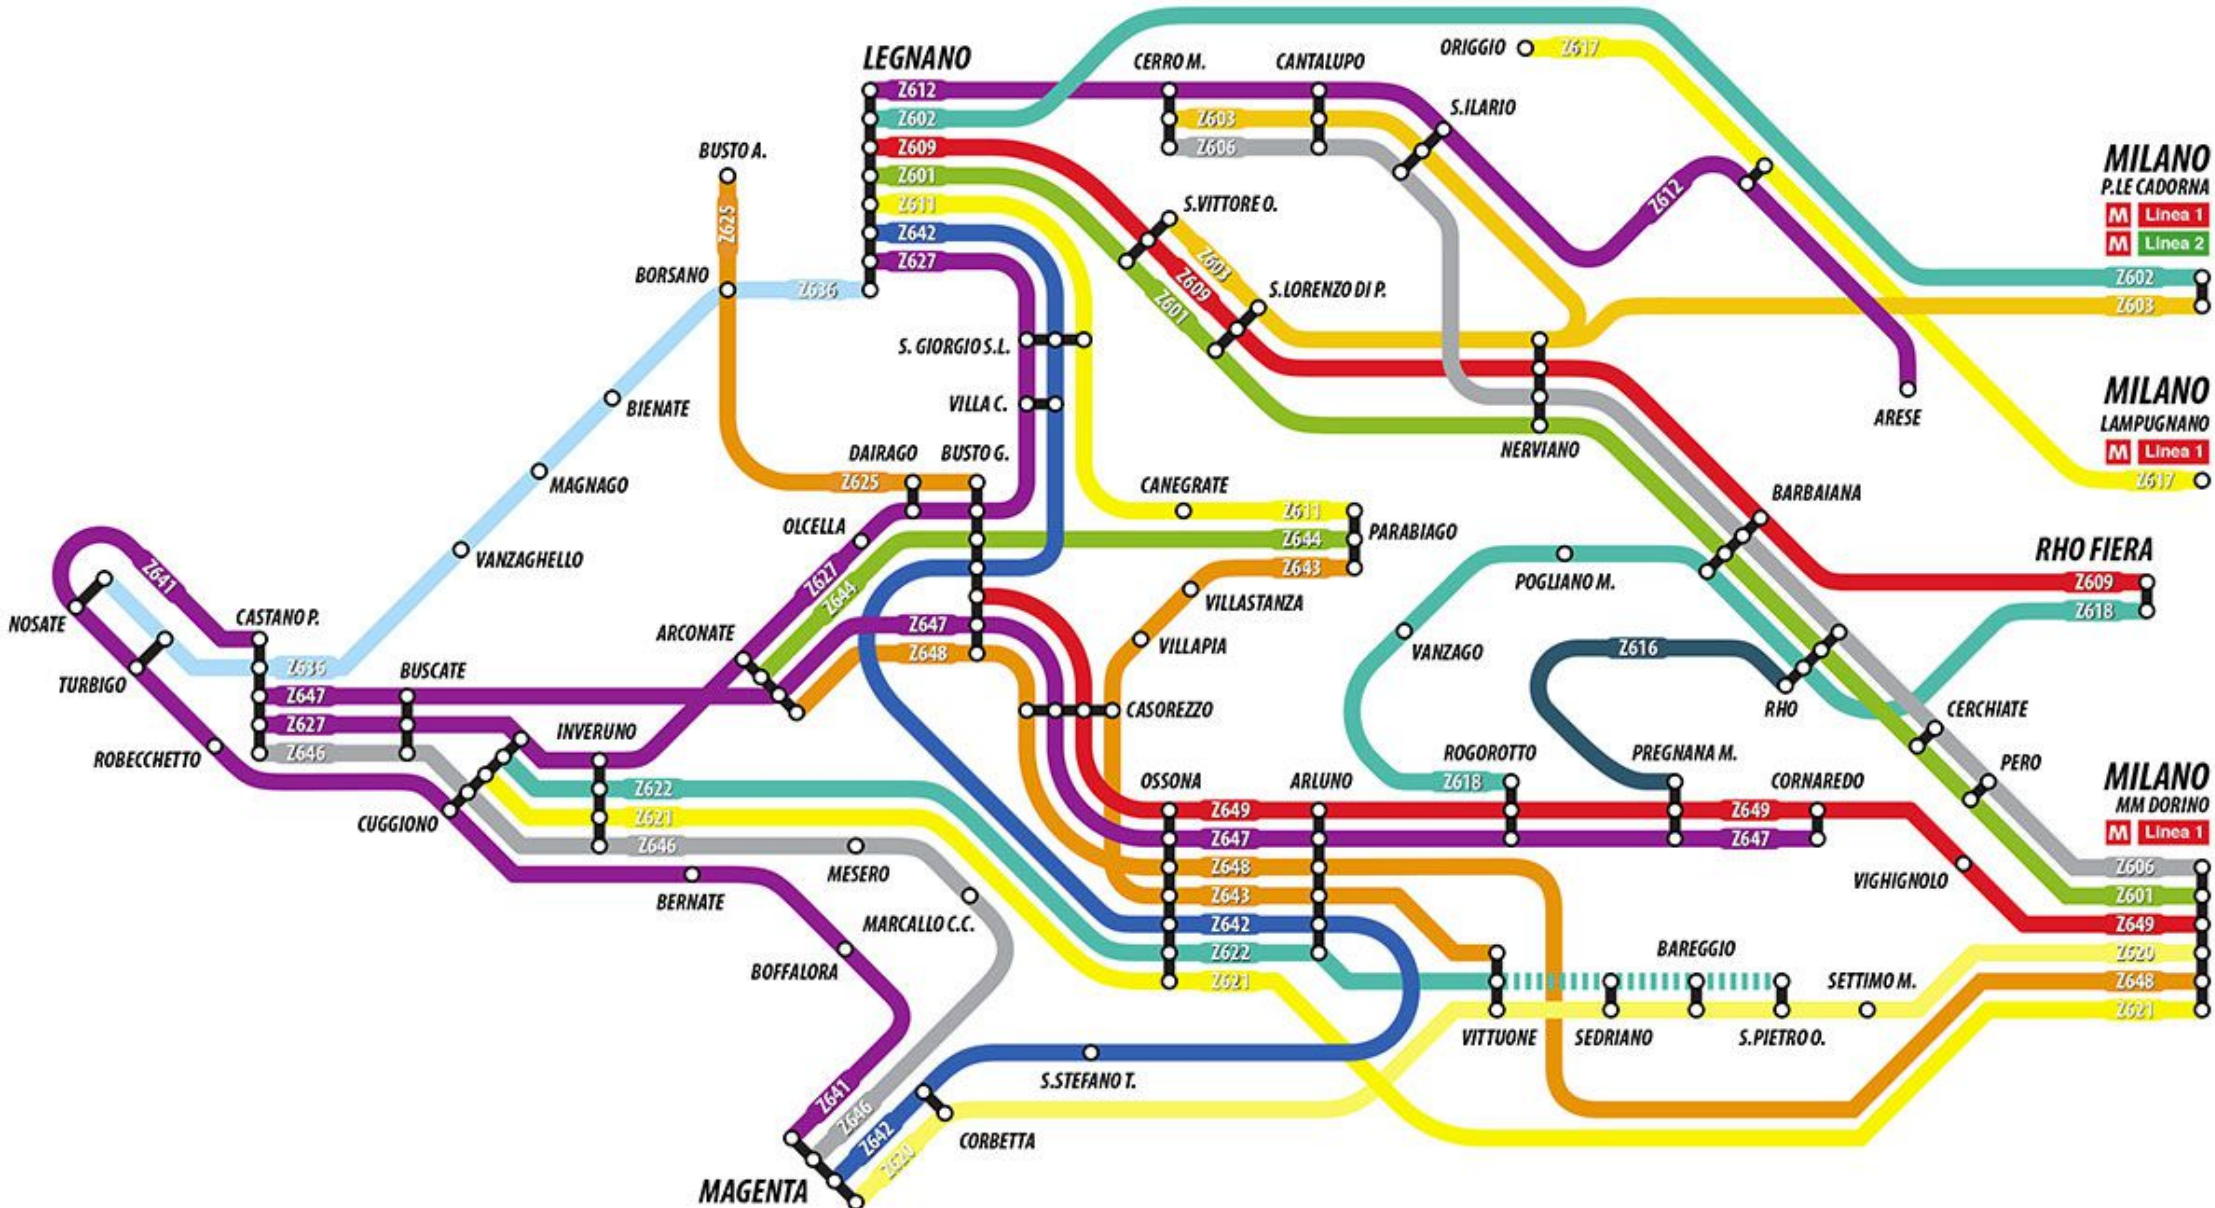 ORIGGIO
Z617
LEGNANO
CERRO M.
CANTALUPO
Z612
S.ILARIO
Z602
Z603
Z609
Z606
BUSTO A.
MILANO
P.LE CADORNA
M Linea 1
M Linea 2
Z601
Z612
Z611
S.VITTORE O.
Z625
Z642
Z603
Z627
Z609
BORSANO
Z636
Z601
S.LORENZO DI P.
Z602
Z603
S. GIORGIO S.L.
MILANO
LAMPUGNANO
M Linea 1
Z617
VILLA C.
BIENATE
ARESE
NERVIANO
DAIRAGO
BUSTO G.
Z625
MAGNAGO
CANEGRATE
BARBAIANA
Z611
OLCELLA
PARABIAGO
Z644
Z643
VANZAGHELLO
RHO FIERA
Z609
Z618
POGLIANO M.
Z641
Z627
Z644
VILLASTANZA
NOSATE
CASTANO P.
ARCONATE
Z647
VILLAPIA
VANZAGO
Z616
Z648
Z636
BUSCATE
TURBIGO
Z647
RHO
CASOREZZO
CERCHIATE
Z627
INVERUNO
ROBECCHETTO
Z646
OSSONA
ARLUNO
ROGOROTTO
PREGNANA M.
CORNAREDO
PERO
MILANO
MM DORINO
M Linea 1
Z618
Z622
Z649
Z649
CUGGIONO
Z621
Z647
Z647
Z646
Z648
MESERO
VIGHIGNOLO
Z606
BERNATE
Z643
Z601
MARCALLO C.C.
Z642
Z649
Z622
BAREGGIO
Z620
BOFFALORA
Z621
SETTIMO M.
Z648
Z621
VITTUONE
SEDRIANO
S.PIETRO O.
S.STEFANO T.
Z641
Z646
Z642
Z620
CORBETTA
MAGENTA